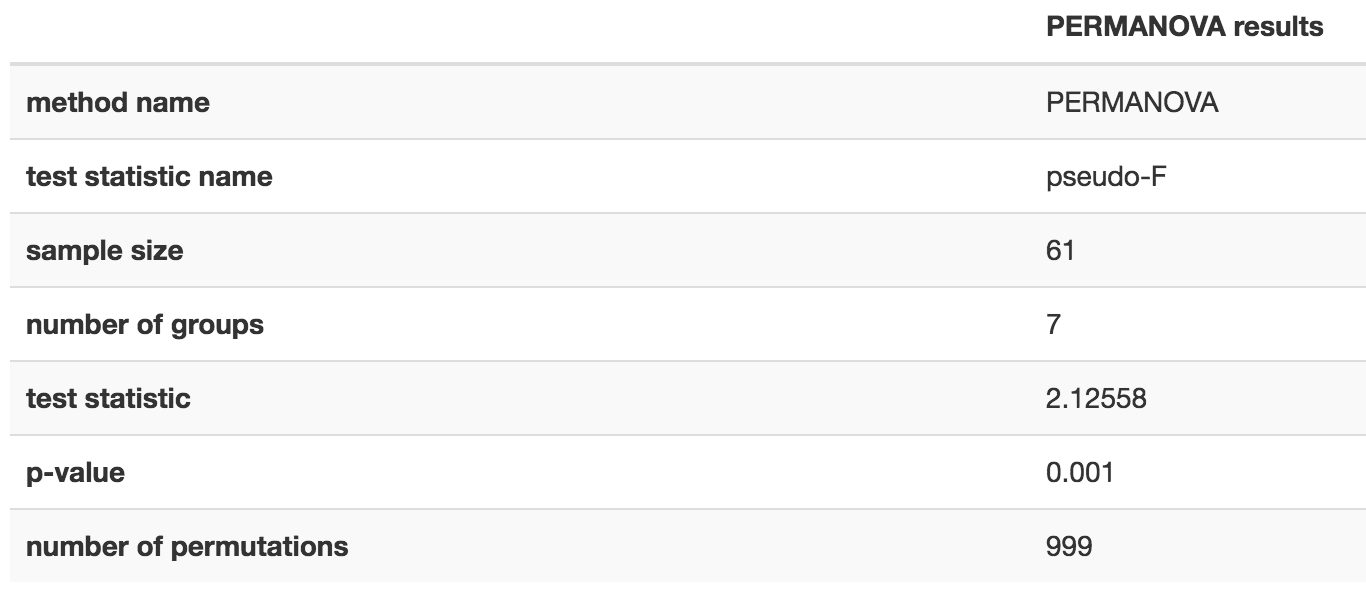 PERMANOVA results
method name PERMANOVA
test statistic name pseudo-F
sample size 61
number of groups 7
test statistic 2.12558
p-value 0.001
number of permutations 999